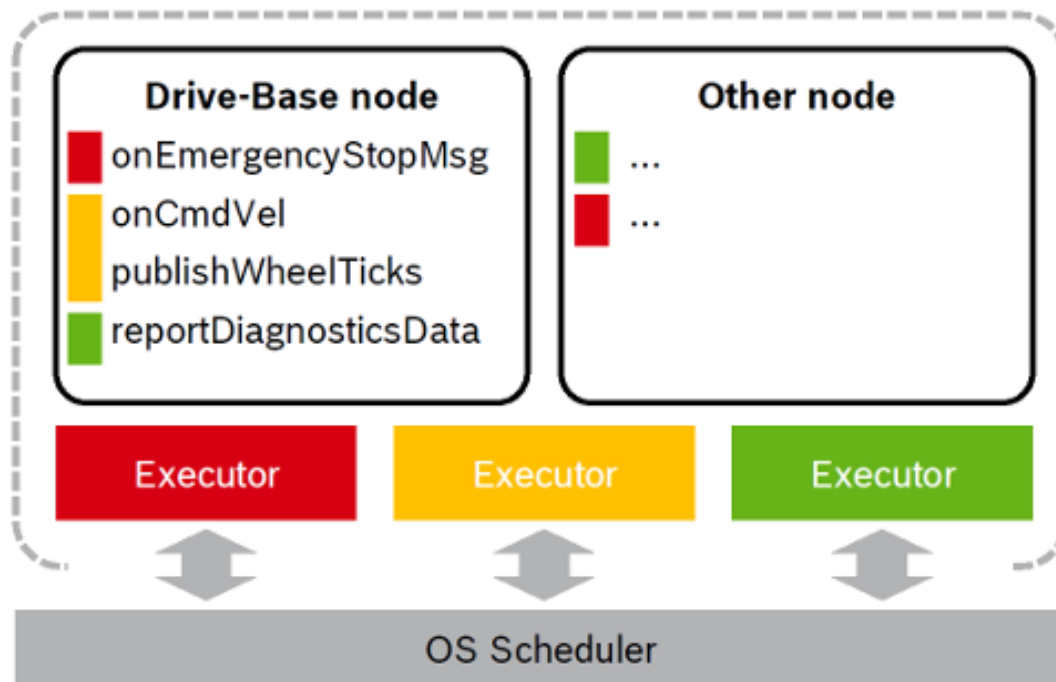 Drive-Base node
onEmergencyStopMsg
onCmdVel
publishWheelTicks
reportDiagnosticsData
Other node
...
...
Executor
Executor
Executor
OS Scheduler